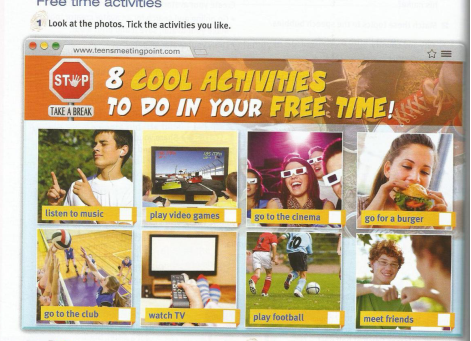 Free time activities
1 Look at the photos. Tick the activities you like.
www.teensmeetingpoint.com
STOP
TAKE A BREAK
8 COOL ACTIVITIES
TO DO IN YOUR FREE TIME!
listen to music
play video games
go to the cinema
go for a burger
go to the club
watch TV
play football
meet friends